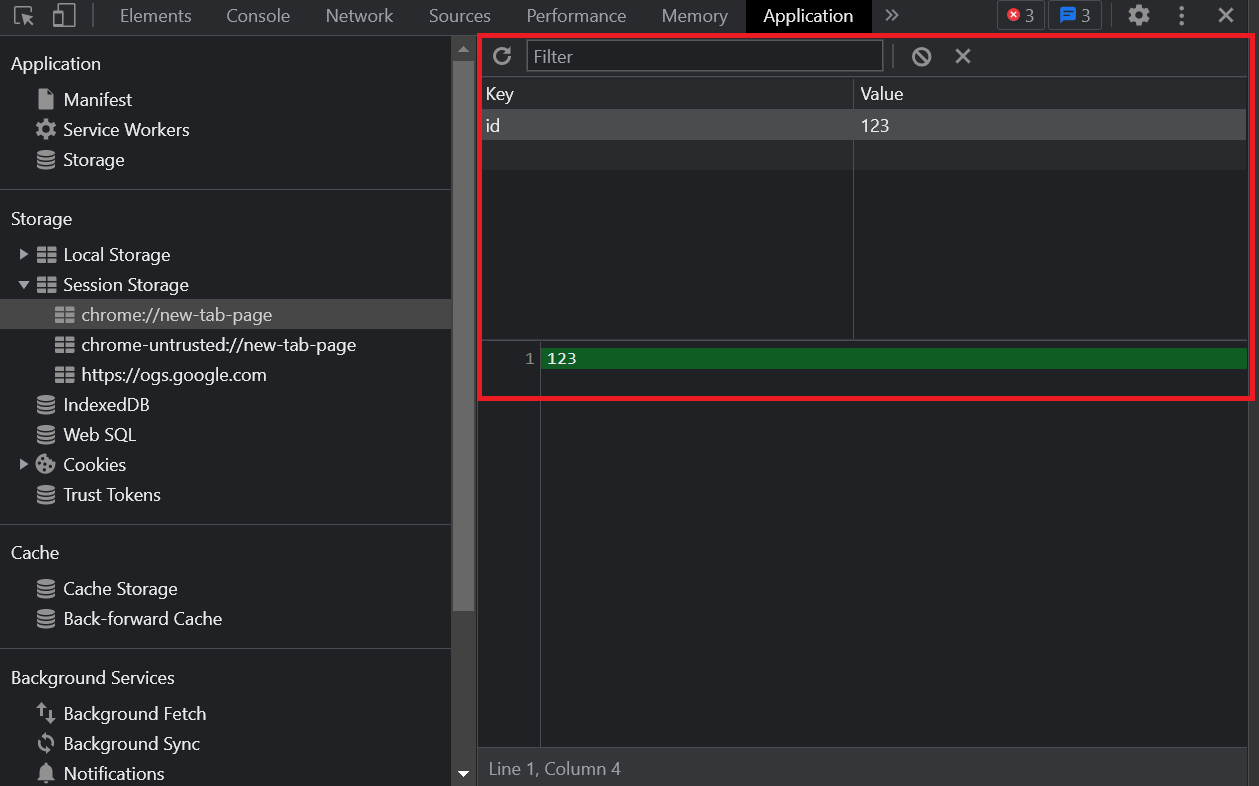 Elements Console Network Sources Performance Memory Application 3 3
Application
Manifest
Service Workers
Storage
Storage
Local Storage
Session Storage
chrome://new-tab-page
chrome-untrusted://new-tab-page
https://ogs.google.com
IndexedDB
Web SQL
Cookies
Trust Tokens
Cache
Cache Storage
Back-forward Cache
Background Services
Background Fetch
Background Sync
Notifications
Filter
Key Value
id 123
1 123
Line 1, Column 4